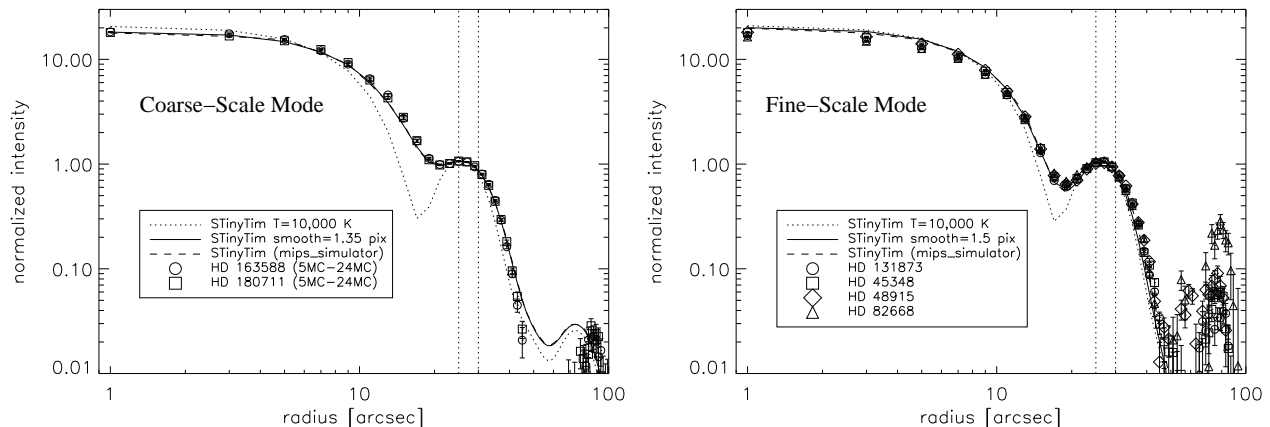 normalized intensity
10.00
1.00
0.10
0.01
Coarse−Scale Mode
STinyTim T=10,000 K
STinyTim smooth=1.35 pix
STinyTim (mips_simulator)
HD 163588 (5MC−24MC)
HD 180711 (5MC−24MC)
1
10
100
radius [arcsec]
normalized intensity
10.00
1.00
0.10
0.01
Fine−Scale Mode
STinyTim T=10,000 K
STinyTim smooth=1.5 pix
STinyTim (mips_simulator)
HD 131873
HD 45348
HD 48915
HD 82668
1
10
100
radius [arcsec]